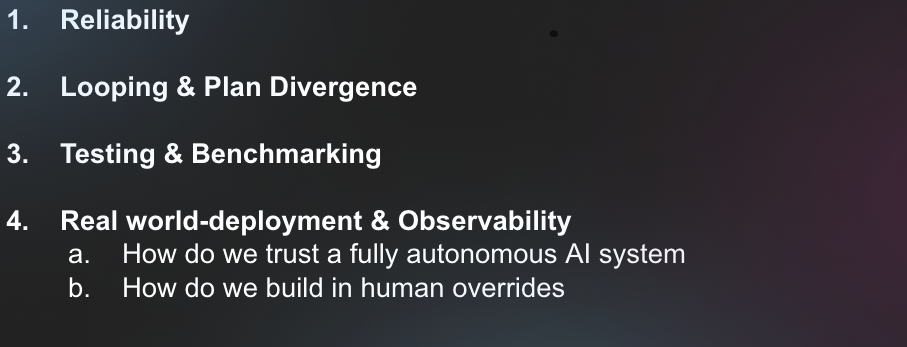 1. Reliability
2. Looping & Plan Divergence
3. Testing & Benchmarking
4. Real world-deployment & Observability
a. How do we trust a fully autonomous AI system
b. How do we build in human overrides